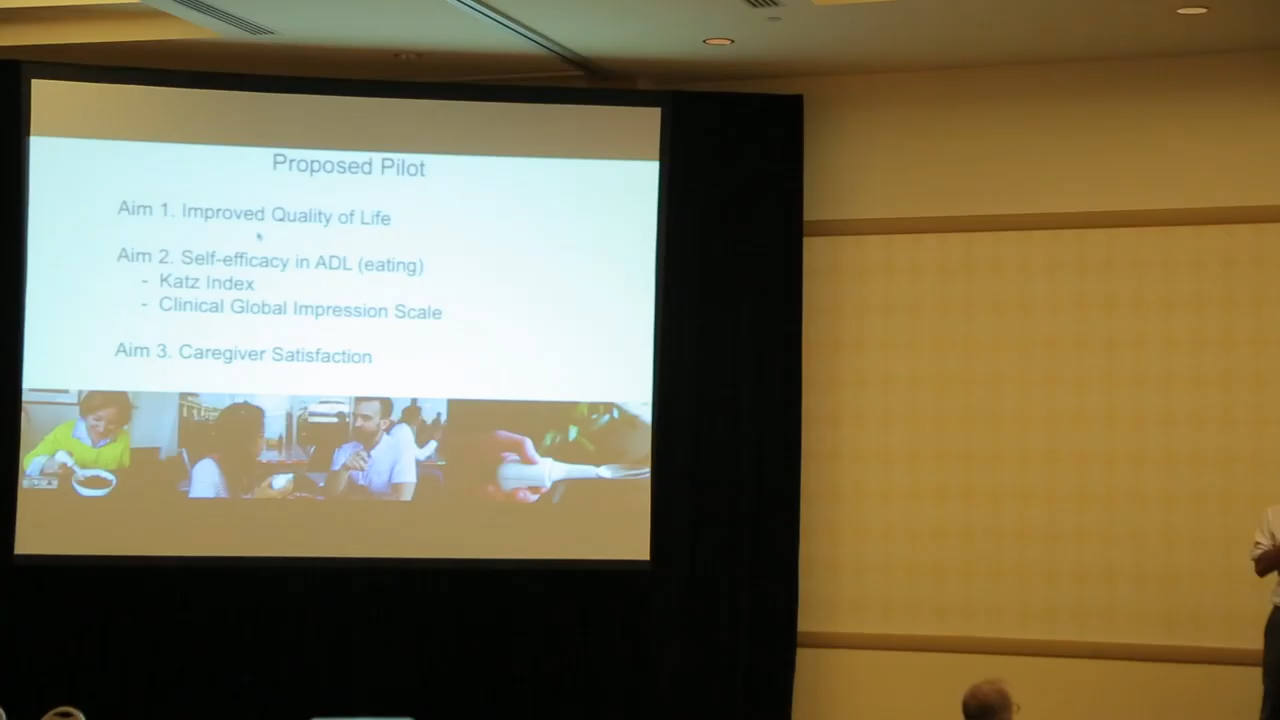 Proposed Pilot
Aim 1. Improved Quality of Life
Aim 2. Self-efficacy in ADL (eating)
- Katz Index
- Clinical Global Impression Scale
Aim 3. Caregiver Satisfaction